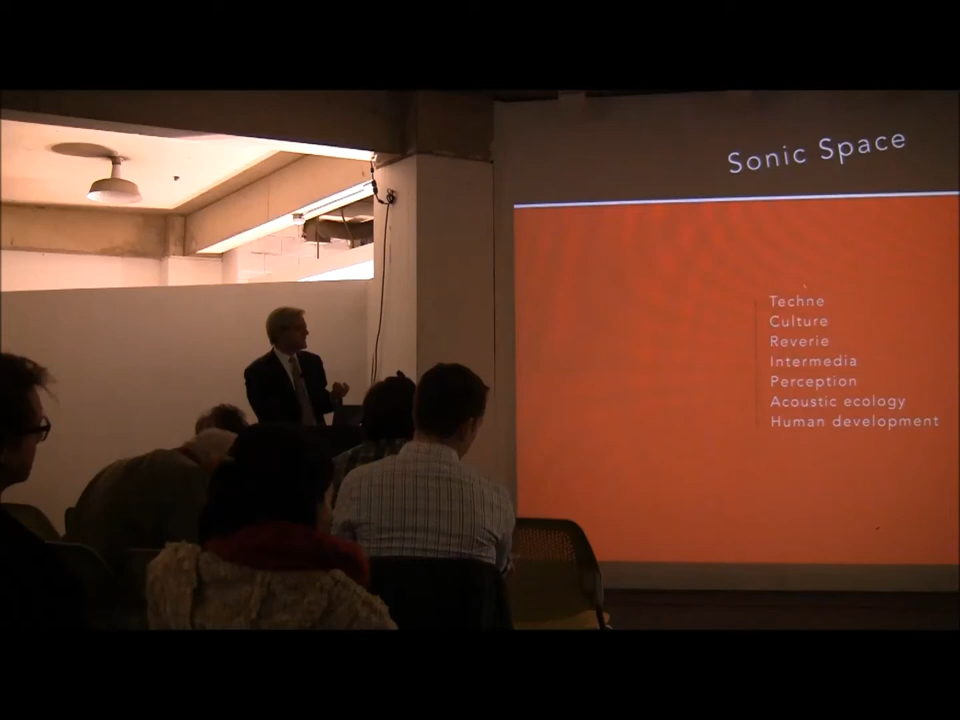 Sonic Space
Techne
Culture
Reverie
Intermedia
Perception
Acoustic ecology
Human development